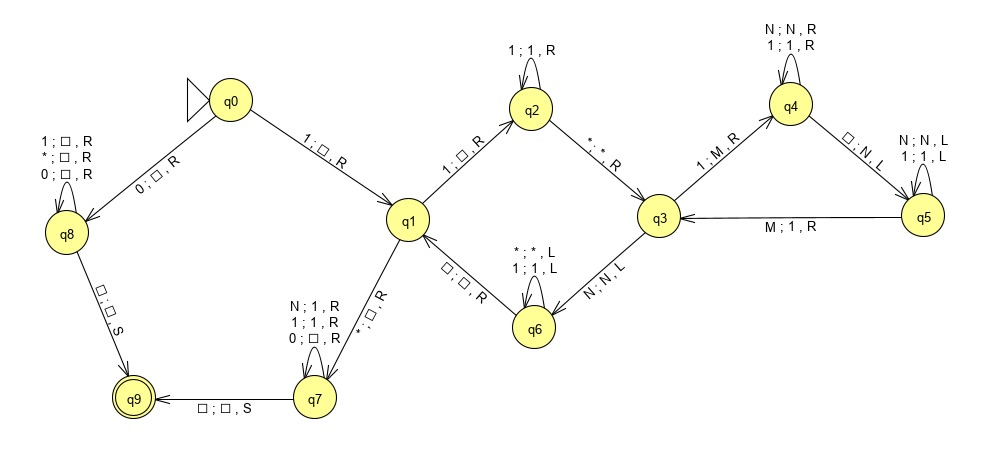 N ; N , R
1 ; 1 , R
1 ; 1 , R
q4
q0
q2
1 ; □ , R
* ; □ , R
0 ; □ , R
1 ; □ , R
* ; * , R
1 ; M , R
□ ; N , L
N ; N , L
1 ; 1 , L
0 ; □ , R
1 ; □ , R
q8
q1
q3
q5
M ; 1 , R
* ; * , L
1 ; 1 , L
□ ; □ , R
N ; N , L
□ ; □ , S
* ; □ , R
N ; 1 , R
1 ; 1 , R
0 ; □ , R
q6
q9
q7
□ ; □ , S